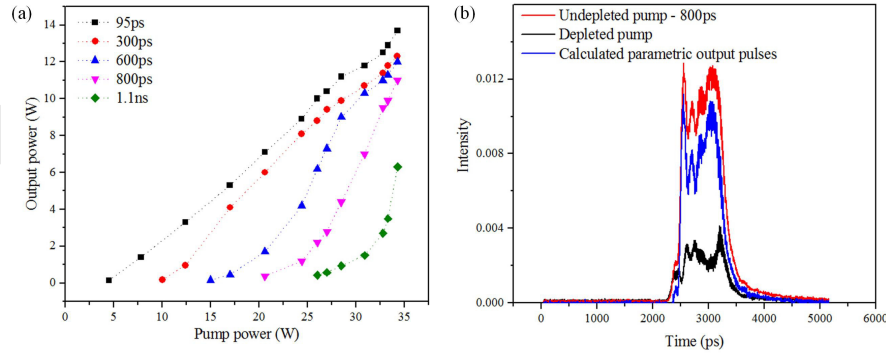 (a)
95ps
300ps
600ps
800ps
1.1ns
Output power (W)
14
12
10
8
6
4
2
0
0 5 10 15 20 25 30 35
Pump power (W)
(b)
Undepleted pump - 800ps
Depleted pump
Calculated parametric output pulses
Intensity
0.012
0.008
0.004
0.000
0 1000 2000 3000 4000 5000 6000
Time (ps)